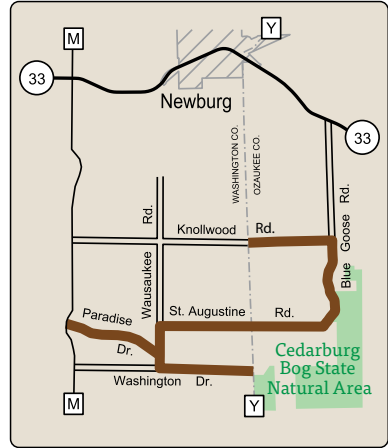 Y
M
33
Newburg
33
WASHINGTON CO.
OZAUKEE CO.
Wausaukee Rd.
Knollwood Rd.
Blue Goose Rd.
St. Augustine Rd.
Paradise Dr.
Washington Dr.
Cedarburg
Bog State
Natural Area
M
Y